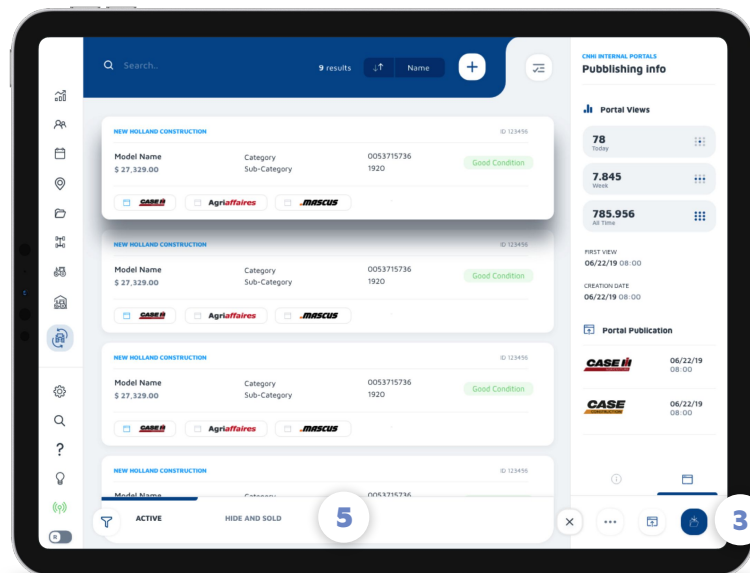 Search..
9 results
Name
NEW HOLLAND CONSTRUCTION
ID 123456
Model Name
Category
0053715736
$ 27,329.00
Sub-Category
1920
Good Condition
CASE IH
Agriaffaires
.MASCUS
NEW HOLLAND CONSTRUCTION
ID 123456
Model Name
Category
0053715736
$ 27,329.00
Sub-Category
1920
Good Condition
CASE IH
Agriaffaires
.MASCUS
NEW HOLLAND CONSTRUCTION
ID 123456
Model Name
Category
0053715736
$ 27,329.00
Sub-Category
1920
Good Condition
CASE IH
Agriaffaires
.MASCUS
NEW HOLLAND CONSTRUCTION
ID 123456
Model Name
Category
0053715736
ACTIVE
HIDE AND SOLD
5
R
CNHI INTERNAL PORTALS
Pubblishing info
Portal Views
78
Today
7.845
Week
785.956
All Time
FIRST VIEW
06/22/19 08:00
CREATION DATE
06/22/19 08:00
Portal Publication
CASE IH
06/22/19
08:00
CASE
CONSTRUCTION
06/22/19
08:00
3